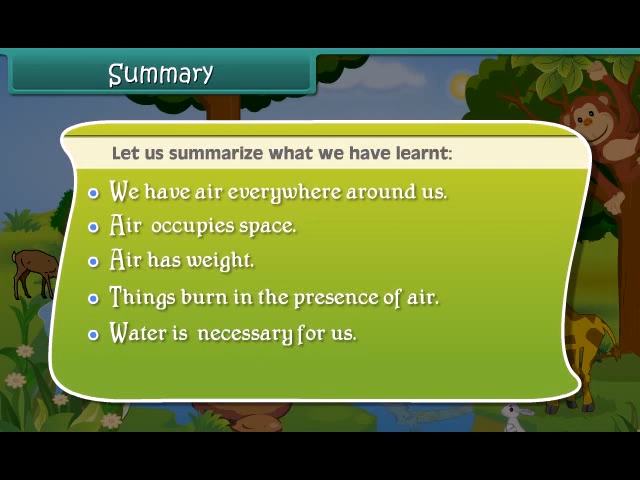 Summary
Let us summarize what we have learnt:
We have air everywhere around us.
Air occupies space.
Air has weight.
Things burn in the presence of air.
Water is necessary for us.